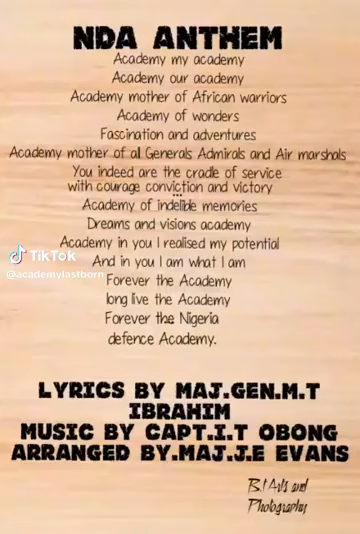 NDA ANTHEM
Academy my academy
Academy our academy
Academy mother of African warriors
Academy of wonders
Fascination and adventures
Academy mother of all Generals Admirals and Air marshals
You indeed are the cradle of service
with courage conviction and victory
Academy of indelible memories
Dreams and visions academy
Academy in you I realised my potential
And in you I am what I am
TikTok
@academylastborn
Forever the Academy
long live the Academy
Forever the Nigeria
defence Academy.
LYRICS BY MAJ.GEN.M.T
IBRAHIM
MUSIC BY CAPT.I.T OBONG
ARRANGED BY.MAJ.J.E EVANS
B.I Arts and
Photography